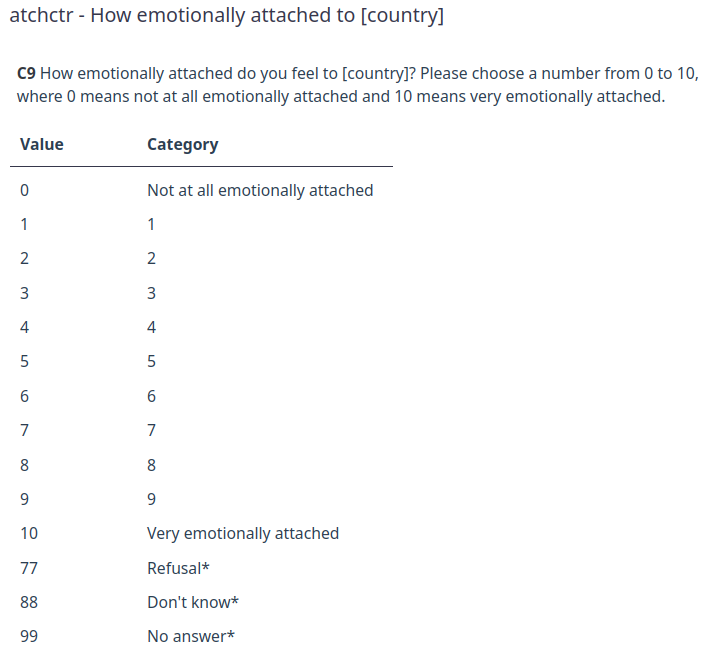 atchctr - How emotionally attached to [country]
C9 How emotionally attached do you feel to [country]? Please choose a number from 0 to 10,
where 0 means not at all emotionally attached and 10 means very emotionally attached.
Value Category
0 Not at all emotionally attached
1 1
2 2
3 3
4 4
5 5
6 6
7 7
8 8
9 9
10 Very emotionally attached
77 Refusal*
88 Don't know*
99 No answer*